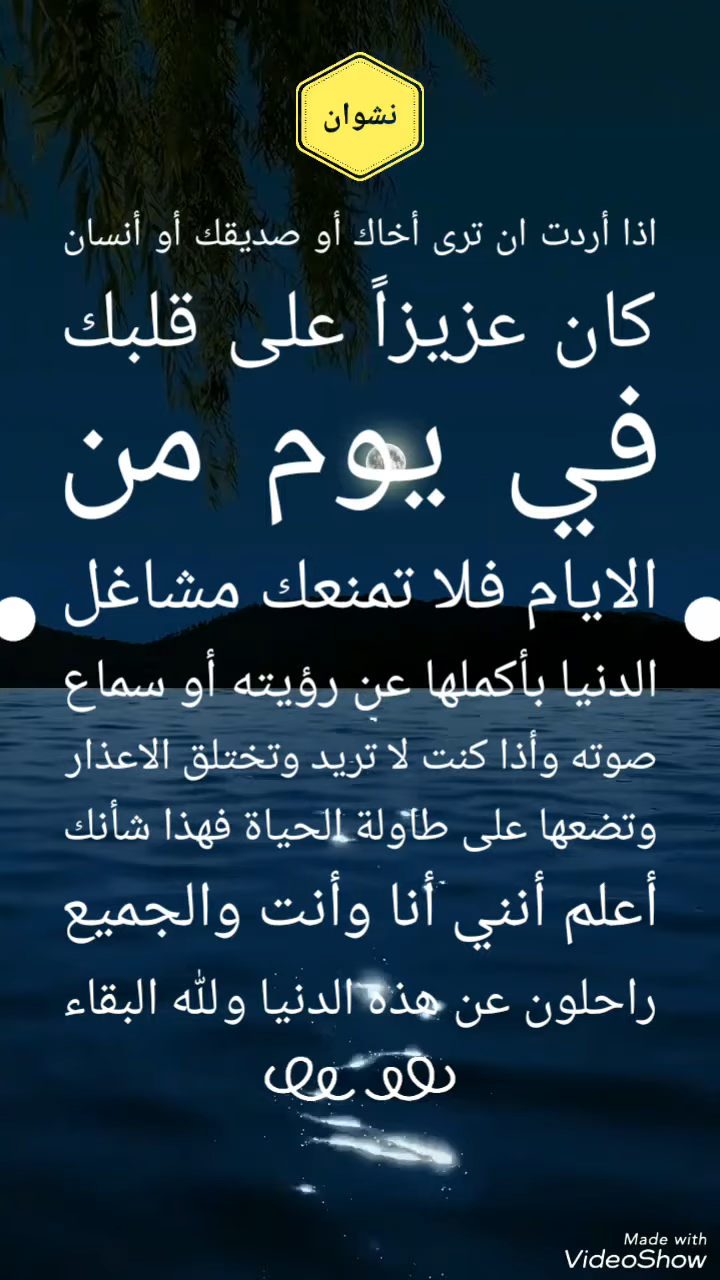 نشوان
اذا أردت ان ترى أخاك أو صديقك أو أنسان
كان عزيزاً على قلبك
في يوم من
الايام فلا تمنعك مشاغل
الدنيا بأكملها عن رؤيته أو سماع
صوته وأذا كنت لا تريد وتختلق الاعذار
وتضعها على طاولة الحياة فهذا شأنك
أعلم أنني أنا وأنت والجميع
راحلون عن هذه الدنيا ولله البقاء
Made with
VideoShow